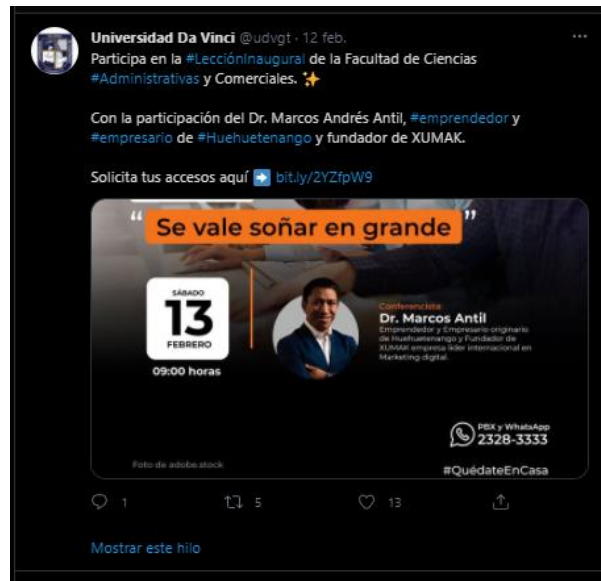 Universidad Da Vinci @udvgt · 12 feb.
Participa en la #LecciónInaugural de la Facultad de Ciencias
#Administrativas y Comerciales. ✨
Con la participación del Dr. Marcos Andrés Antil, #emprendedor y
#empresario de #Huehuetenango y fundador de XUMAK.
Solicita tus accesos aquí ➡️ bit.ly/2YZfpW9
“ Se vale soñar en grande ”
SÁBADO
13
FEBRERO
09:00 horas
Conferencista:
Dr. Marcos Antil
Emprendedor y Empresario originario
de Huehuetenango y Fundador de
XUMAK empresa líder internacional en
Marketing digital.
PBX y WhatsApp
2328-3333
Foto de adobe.stock
#QuédateEnCasa
1 5 13
Mostrar este hilo